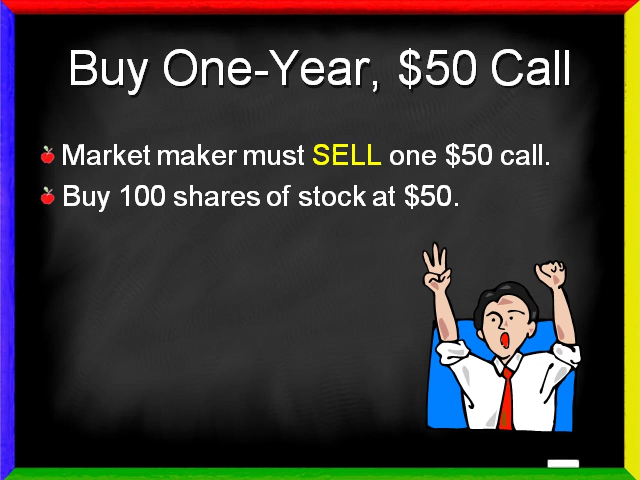 Buy One-Year, $50 Call
Market maker must SELL one $50 call.
Buy 100 shares of stock at $50.